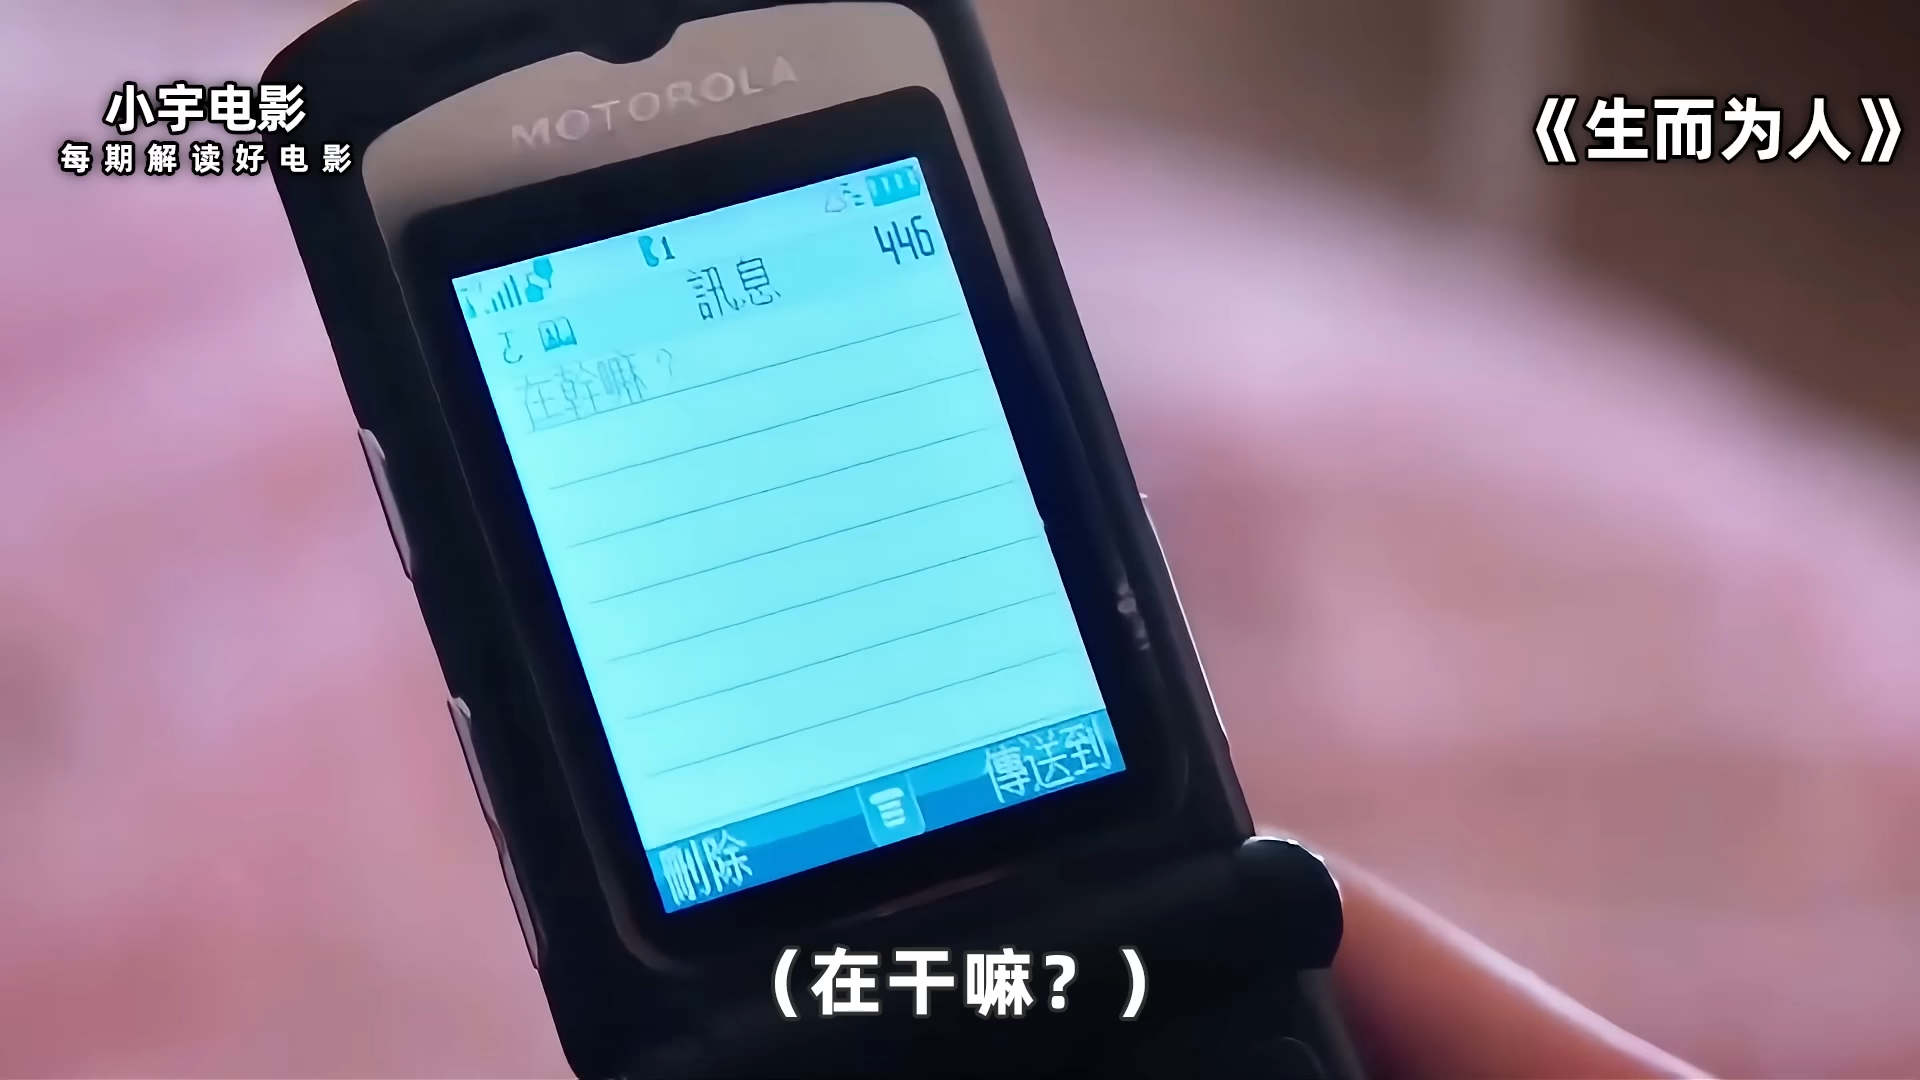 小宇电影
每期解读好电影
《生而为人》
MOTOROLA
1
446
訊息
在幹嘛？
刪除
傳送到
（在干嘛？）